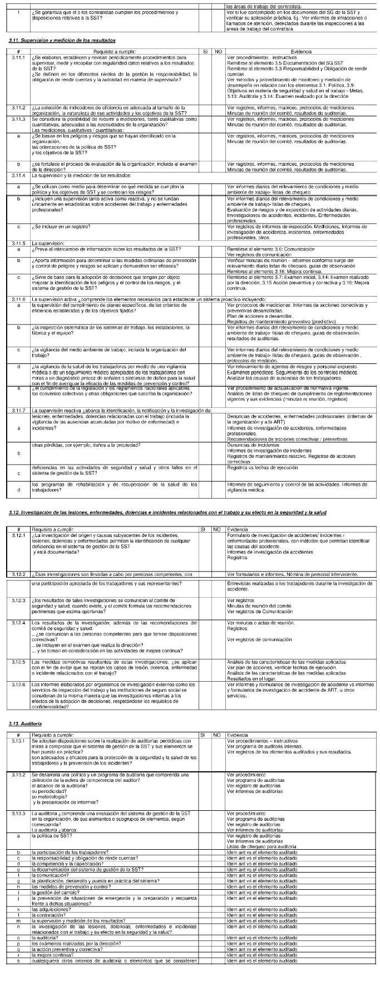 las áreas de trabajo del contratista.
f ¿Se garantiza que el o los contratistas cumplen los procedimientos y disposiciones relativos a la SST? Ver si fue contemplado en los documentos del SG de la SST y verificar su aplicación práctica. Ej.: Ver informes de infracciones o llamados de atención, detectados durante las inspecciones a las áreas de trabajo del contratista.
3.11. Supervisión y medición de los resultados
# Requisito a cumplir: SI NO Evidencia
3.11.1 ¿Se elaboran, establecen y revisan periódicamente procedimientos para supervisar, medir y recopilar con regularidad datos relativos a los resultados de la SST?
¿Se definen en los diferentes niveles de la gestión la responsabilidad, la obligación de rendir cuentas y la autoridad en materia de supervisión?
Ver procedimientos , instructivos
Remitirse al elemento 3.5 Documentación del SG SST
Remitirse al elemento 3.3 Responsabilidad y Obligación de rendir cuentas
Ver métodos y procedimiento de monitoreo y medición de desempeño en relación con los elementos 3.1: Política, 3.9: Objetivos en materia de seguridad y salud en el trabajo - Metas, 3.13: Auditoria y 3.14: Examen realizado por la dirección
3.11.2 ¿La selección de indicadores de eficiencia es adecuada al tamaño de la organización, la naturaleza de sus actividades y los objetivos de la SST?
Ver registros, informes, matrices, protocolos de mediciones
Minutas de reunión del comité, resultados de auditorías.
3.11.3 Se considera la posibilidad de recurrir a mediciones, tanto cualitativas como cuantitativas, adecuadas a las necesidades de la organización?
Las mediciones, cualitativas / cuantitativas:
Ver registros, informes, matrices, protocolos de mediciones
Minutas de reunión del comité, resultados de auditorías.
a ¿Se basan en los peligros y riesgos que se hayan identificado en la organización,
las orientaciones de la política de SST?
y los objetivos de la SST?
Ver registros, informes, matrices, protocolos de mediciones
Minutas de reunión del comité, resultados de auditorías.
b ¿se fortalece el proceso de evaluación de la organización, incluido el examen de la dirección?
Ver registros, informes, matrices, protocolos de mediciones
Minutas de reunión del comité, resultados de auditorías.
3.11.4 La supervisión y la medición de los resultados:
a ¿Se utilizan como medio para determinar en qué medida se cumplen la política y los objetivos de SST y se controlan los riesgos?
Ver informes diarios del relevamiento de condiciones y medio ambiente de trabajo- listas de chequeo
b ¿incluyen una supervisión tanto activa como reactiva, y no se fundan únicamente en estadísticas sobre accidentes del trabajo y enfermedades profesionales?
Ver informes diarios del relevamiento de condiciones y medio ambiente de trabajo- listas de chequeo.
Evaluación de riesgos y de exposición de actividades diarias.
Investigaciones de accidentes, incidentes. Enfermedades profesionales.
c ¿Se incluye en un registro?
Ver registros de informes de inspección. Mediciones, Informes de investigación de accidentes, incidentes, enfermedades profesionales, otros.
3.11.5 La supervisión:
a ¿Prevé el intercambio de información sobre los resultados de la SST?
Remitirse al elemento 3.6: Comunicación
Ver registros de comunicación
b ¿Aporta información para determinar si las medidas ordinarias de prevención y control de peligros y riesgos se aplican y demuestran ser eficaces?
Verificar minutas de reunión – informes conforme surge del relevamiento diario listas de chequeo, guías de observación
Remitirse al elemento 3.16: Mejora continua.
c ¿Sirve de base para la adopción de decisiones que tengan por objeto mejorar la identificación de los peligros y el control de los riesgos, y el sistema de gestión de la SST?
Remitirse al elemento 3.7: Examen inicial, 3.14: Examen realizado por la dirección, 3.15 Acción preventiva y correctiva y 3.16: Mejora continua.
3.11.6 La supervisión activa ¿comprende los elementos necesarios para establecer un sistema proactivo incluyendo:
a la supervisión del cumplimiento de planes específicos, de los criterios de eficiencia establecidos y de los objetivos fijados?
Ver protocolos de mediciones. Informes de acciones correctivas y preventivas desarrolladas.
Plan de acciones a desarrollar.
Registros de mantenimiento preventivo (predictivo)
b ¿la inspección sistemática de los sistemas de trabajo, las instalaciones, la fábrica y el equipo?
Ver informes diarios del relevamiento de condiciones y medio ambiente de trabajo- listas de chequeo, guías de observación, resultados de auditorias.
c ¿la vigilancia del medio ambiente de trabajo, incluida la organización del trabajo?
Ver informes diarios del relevamiento de condiciones y medio ambiente de trabajo- listas de chequeo, guías de observación , protocolos de medición.
d ¿la vigilancia de la salud de los trabajadores por medio de una vigilancia médica o de un seguimiento médico apropiados de los trabajadores con miras a un diagnóstico precoz de señales o síntomas de daños para la salud con el fin de averiguar la eficacia de las medidas de prevención y control?
Ver relevamiento de agentes de riesgos y personal expuesto.
Exámenes periódicos. Seguimiento de los controles médicos.
Analizar las causas de ausentismo de los trabajadores.
e ¿el cumplimiento de la legislación y los reglamentos nacionales aplicables, los convenios colectivos y otras obligaciones que suscriba la organización?
Ver procedimiento de actualización de normativa vigente.
Análisis de listas de chequeo de cumplimiento de reglamentaciones vigentes y sus evidencias (minutas re reunión, registros)
3.11.7 La supervisión reactiva ¿abarca la identificación, la notificación y la investigación de:
a lesiones, enfermedades, dolencias relacionadas con el trabajo (incluida la vigilancia de las ausencias acumuladas por motivo de enfermedad) e incidentes?
Denuncias de accidentes, enfermedades profesionales (internas de la organización y a la ART)
Informes de investigación de accidentes, enfermedades profesionales.
Recomendaciones de acciones correctivas / preventivas
b otras pérdidas, por ejemplo, daños a la propiedad?
Denuncias de incidentes
Informes de investigación de incidentes
Registros de mantenimiento reactivo. Registros de acciones correctivas
c deficiencias en las actividades de seguridad y salud y otros fallos en el sistema de gestión de la SST?
Registros vs fechas de ejecución
d los programas de rehabilitación y de recuperación de la salud de los trabajadores?
Informes de seguimiento y control de las actividades. Informes de vigilancia médica.
3.12. Investigación de las lesiones, enfermedades, dolencias e incidentes relacionados con el trabajo y su efecto en la seguridad y la salud
# Requisito a cumplir: SI NO Evidencia
3.12.1 ¿La investigación del origen y causas subyacentes de los incidentes, lesiones, dolencias y enfermedades permiten la identificación de cualquier deficiencia en el sistema de gestión de la SST
y está documentada?
Formulario de investigación de accidentes/ incidentes / enfermedades profesionales, con métodos que permitan identificar las causas del accidente.
Informes de investigación de accidentes
Registros
3.12.2 ¿Esas investigaciones son llevadas a cabo por personas competentes, con
Ver formularios e informes. Nómina de personal interviniente.
una participación apropiada de los trabajadores y sus representantes?
Entrevistas realizadas a los trabajadores durante la investigación de accidente.
3.12.3 ¿los resultados de tales investigaciones se comunican al comité de seguridad y salud, cuando existe, y el comité formula las recomendaciones pertinentes que estima oportunas?
Ver registros
Minutas de reunión del comité.
Ver registros de Comunicación
3.12.4 Los resultados de la investigación, además de las recomendaciones del comité de seguridad y salud:
...¿se comunican a las personas competentes para que tomen disposiciones correctivas?
...se incluyen en el examen que realiza la dirección?
... y se toman en consideración en las actividades de mejora continua?
Ver minutos o actas de reunión.
Registros
Ver registros de comunicación
3.12.5 Las medidas correctivas resultantes de estas investigaciones, ¿se aplican con el fin de evitar que se repitan los casos de lesión, dolencia, enfermedad o incidente relacionados con el trabajo?
Análisis de las características de las medidas aplicadas
Ver plan de acciones, verificar fechas de ejecución.
Análisis de las características de las medidas aplicadas
Resultados en el lugar.
3.12.6 Los informes elaborados por organismos de investigación externos como los servicios de inspección del trabajo y las instituciones de seguro social se consideran de la misma manera que las investigaciones internas a los efectos de la adopción de decisiones, respetándose los requisitos de confidencialidad?
Ver informes y formularios de investigación de accidente vs informes y formularios de investigación de accidente de ART, u otros servicios.
3.13. Auditoría
# Requisito a cumplir: SI NO Evidencia
3.13.1 Se adoptan disposiciones sobre la realización de auditorías periódicas con miras a comprobar que el sistema de gestión de la SST y sus elementos se han puesto en práctica?
son adecuados y eficaces para la protección de la seguridad y la salud de los trabajadores y la prevención de los incidentes?
Ver procedimientos – instructivos
Ver programa de auditoria internas.
Ver registros de los elementos auditados y sus resultados.
3.13.2 Se desarrolla una política y un programa de auditoria que comprenda una definición de la esfera de competencia del auditor?
el alcance de la auditoría?
su periodicidad?
su metodología?
y la presentación de informes?
Ver procedimiento
Ver programa de auditorias
Ver registro de auditorias
Ver informes de auditorias
3.13.3 La auditoria ¿comprende una evaluación del sistema de gestión de la SST en la organización, de sus elementos o subgrupos de elementos, según corresponda?
La auditoría ¿abarca:
Ver procedimiento
Ver programa de auditorias
Ver registro de auditorias
Ver informes de auditorias
a la política de SST?
Ver registro de auditorias
Ver informes de auditorias
Listas de chequeo para auditoria
b la participación de los trabajadores? Idem ant vs el elemento auditado
c la responsabilidad y obligación de rendir cuentas? Idem ant vs el elemento auditado
d la competencia y la capacitación? Idem ant vs el elemento auditado
e la documentación del sistema de gestión de la SST? Idem ant vs el elemento auditado
f la comunicación? Idem ant vs el elemento auditado
g la planificación, desarrollo y puesta en práctica del sistema? Idem ant vs el elemento auditado
h las medidas de prevención y control? Idem ant vs el elemento auditado
i la gestión del cambio? Idem ant vs el elemento auditado
j la prevención de situaciones de emergencia y la preparación y respuesta frente a dichas situaciones? Idem ant vs el elemento auditado
k las adquisiciones? Idem ant vs el elemento auditado
l la contratación? Idem ant vs el elemento auditado
m la supervisión y medición de los resultados? Idem ant vs el elemento auditado
n la investigación de las lesiones, dolencias, enfermedades e incidentes relacionados con el trabajo y su efecto en la seguridad y la salud? Idem ant vs el elemento auditado
o la auditoría? Idem ant vs el elemento auditado
p los exámenes realizados por la dirección? Idem ant vs el elemento auditado
q la acción preventiva y correctiva? Idem ant vs el elemento auditado
r la mejora continua? Idem ant vs el elemento auditado
s cualesquiera otros criterios de auditoría o elementos que se consideren Idem ant vs el elemento auditado